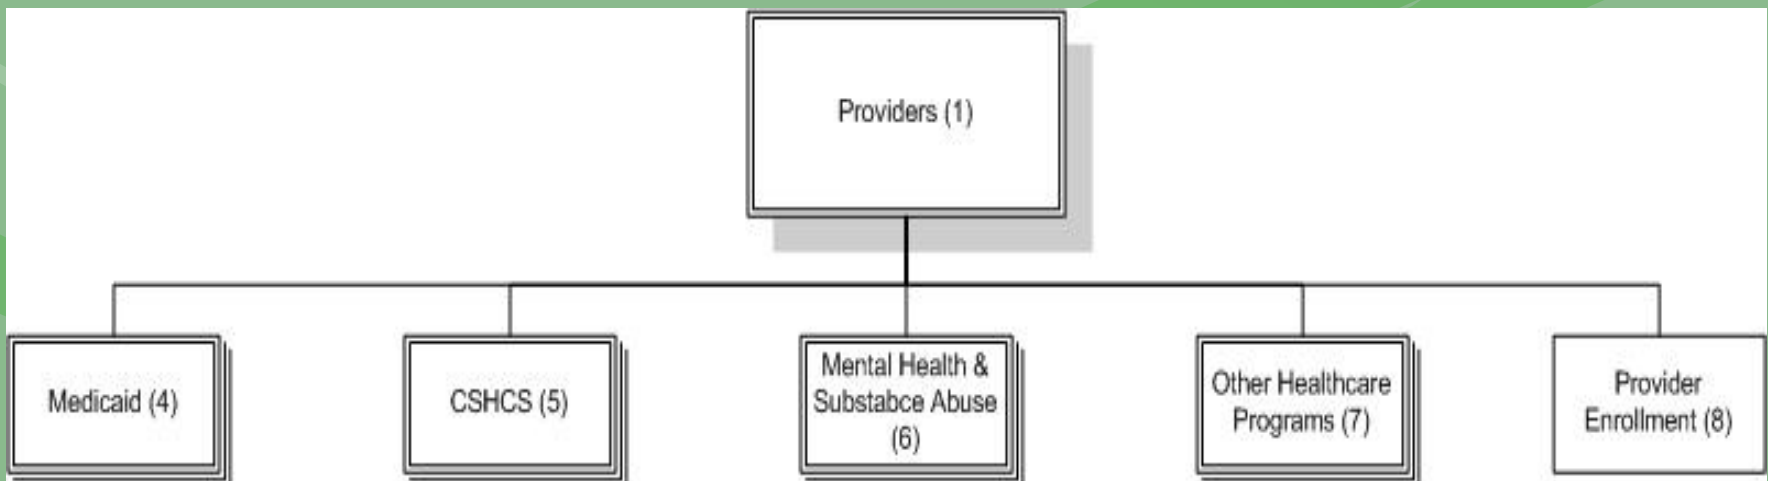 Providers (1)
Medicaid (4)
CSHCS (5)
Mental Health &
Substabce Abuse
(6)
Other Healthcare
Programs (7)
Provider
Enrollment (8)